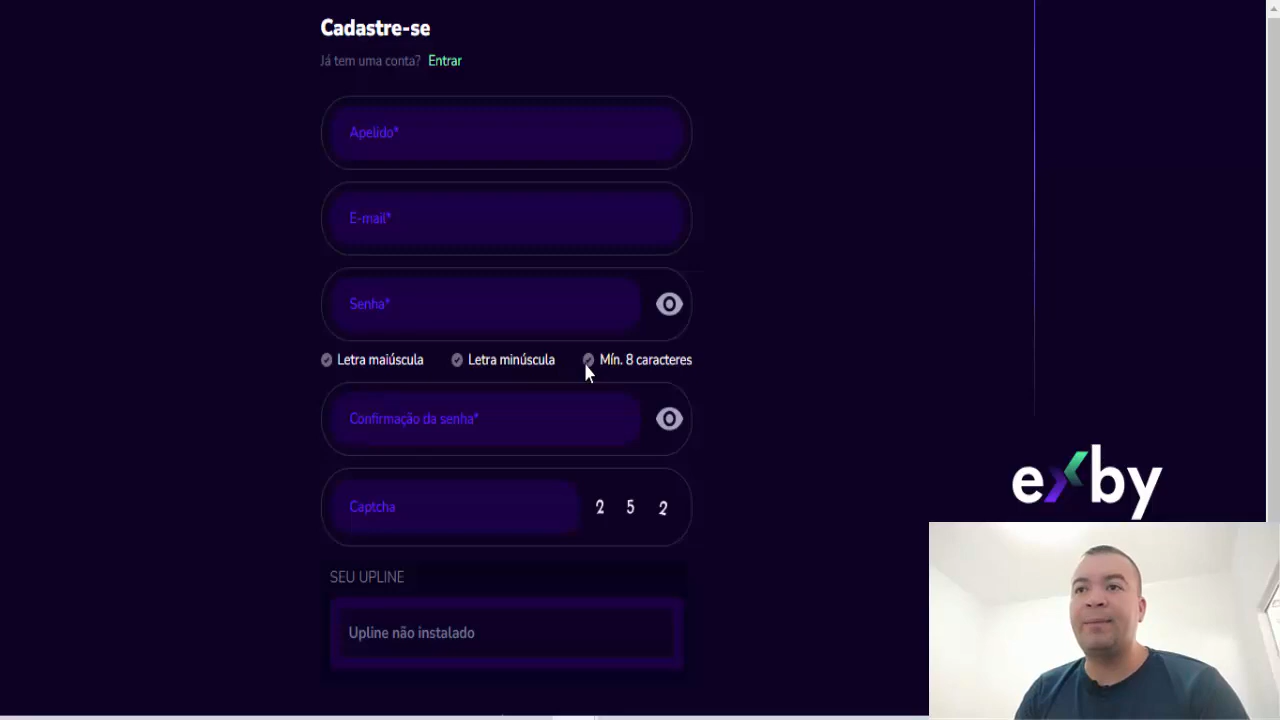 Cadastre-se
Já tem uma conta? Entrar
Apelido*
E-mail*
Senha*
Letra maiúscula Letra minúscula Mín. 8 caracteres
Confirmação da senha*
Captcha 2 5 2
exby
SEU UPLINE
Upline não instalado